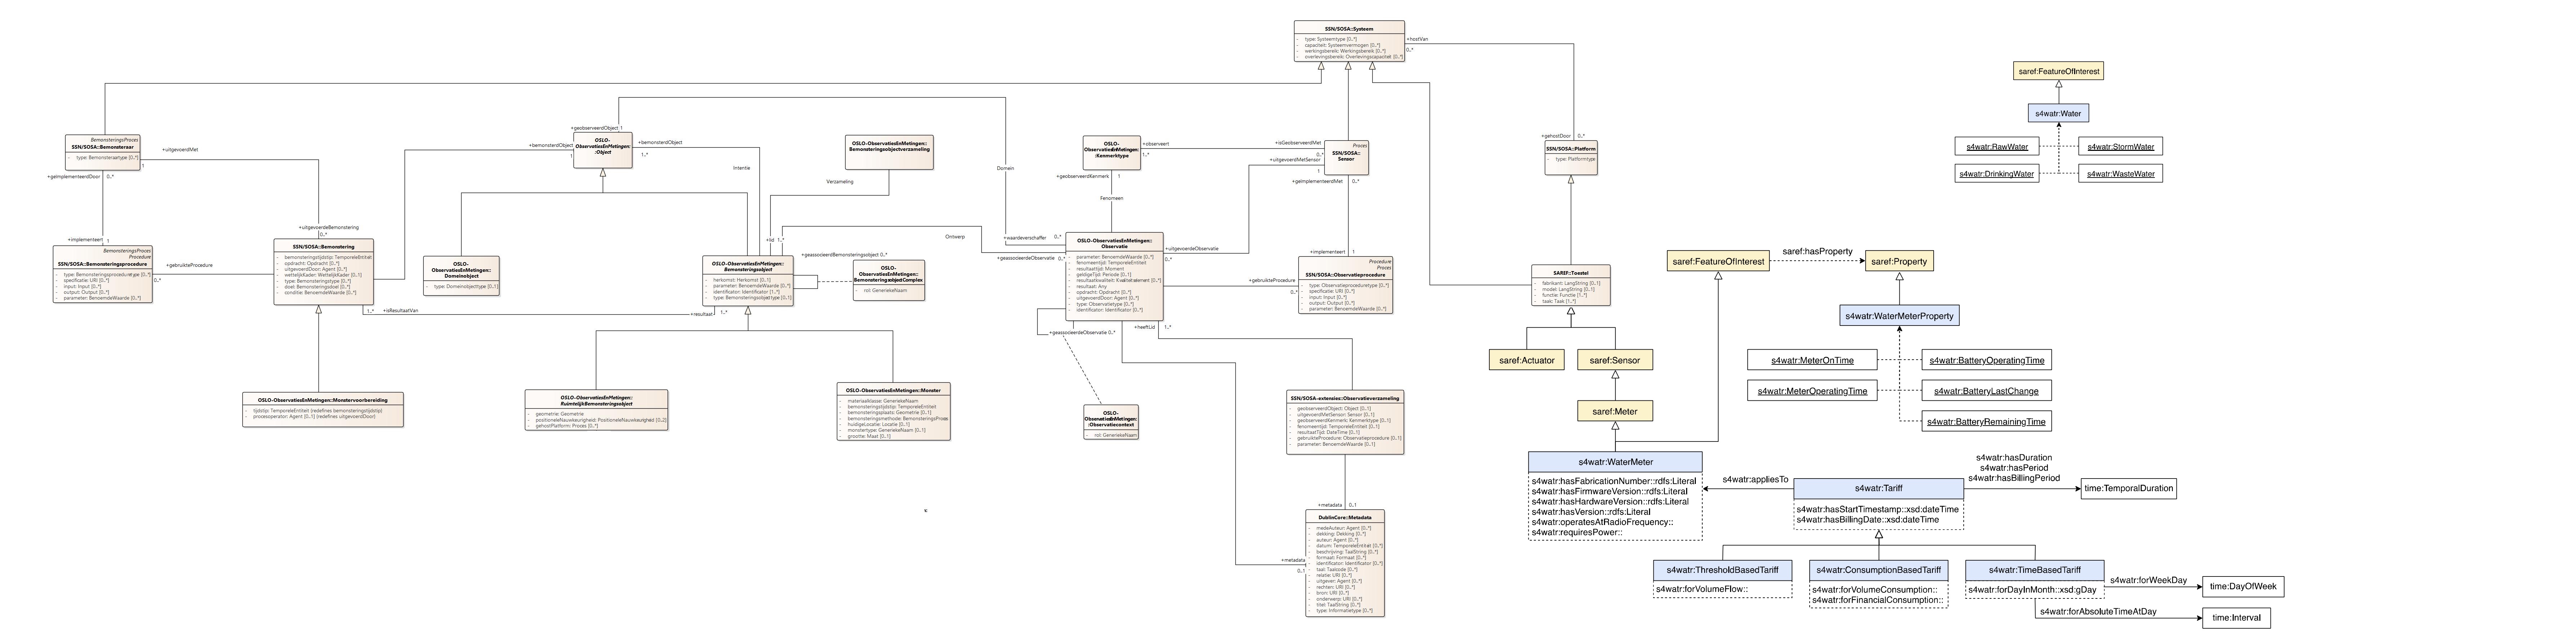 SSN/SOSA::Systeem
- type: Systeemtype [0..*]
- capaciteit: Systeemvermogen [0..*]
- werkingsbereik: Werkingsbereik [0..*]
- overlevingsbereik: Overlevingscapaciteit [0..*]
+hostVan
0..*
+gehostDoor 0..*
SSN/SOSA::Platform
- type: Platformtype
BemonsteringsProces
SSN/SOSA::Bemonsteraar
- type: Bemonsteraartype [0..*]
+uitgevoerdMet
1
+geïmplementeerdDoor 0..*
+implementeert 1
BemonsteringsProces
Procedure
SSN/SOSA::Bemonsteringsprocedure
- type: Bemonsteringsproceduretype [0..*]
- specificatie: URI [0..*]
- input: Input [0..*]
- output: Output [0..*]
- parameter: BenoemdeWaarde [0..*]
+gebruikteProcedure
0..*
+uitgevoerdeBemonstering
0..*
SSN/SOSA::Bemonstering
- bemonsteringstijdstip: TemporeleEntiteit
- opdracht: Opdracht [0..*]
- uitgevoerdDoor: Agent [0..*]
- wettelijkKader: WettelijkKader [0..1]
- type: Bemonsteringstype [0..*]
- doel: Bemonsteringsdoel [0..*]
- conditie: BenoemdeWaarde [0..*]
1..* +isResultaatVan
+resultaat 1..*
OSLO-ObservatiesEnMetingen::Monstervoorbereiding
- tijdstip: TemporeleEntiteit (redefines bemonsteringstijdstip)
- processoperator: Agent [0..1] (redefines uitgevoerdDoor)
+geobserveerdObject 1
+bemonsterdObject
1
OSLO-
ObservatiesEnMetingen:
:Object
+bemonsterdObject
1..*
Intentie
OSLO-
ObservatiesEnMetingen::
Domeinobject
- type: Domeinobjecttype [0..1]
OSLO-ObservatiesEnMetingen::
Bemonsteringsobjectverzameling
Verzameling
+lid 1..*
OSLO-ObservatiesEnMetingen::
Bemonsteringsobject
- herkomst: Herkomst [0..1]
- parameter: BenoemdeWaarde [0..*]
- identificator: Identificator [1..*]
- type: Bemonsteringsobjecttype [0..1]
+geassocieerdBemonsteringsobject 0..*
OSLO-
ObservatiesEnMetingen::
BemonsteringsobjectComplex
- rol: GeneriekeNaam
OSLO-
ObservatiesEnMetingen::
RuimtelijkBemonsteringsobject
- geometrie: Geometrie
- positioneleNauwkeurigheid: PositioneleNauwkeurigheid [0..2]
- gehostPlatform: Proces [0..*]
OSLO-ObservatiesEnMetingen::Monster
- materiaalklasse: GeneriekeNaam
- bemonsteringstijdstip: TemporeleEntiteit
- bemonsteringsplaats: Geometrie [0..1]
- bemonsteringsmethode: BemonsteringsProces
- huidigeLocatie: Locatie [0..1]
- monstertype: GeneriekeNaam [0..1]
- grootte: Maat [0..1]
Domein
Ontwerp
+waardeverschaffer 0..*
+geassocieerdeObservatie 0..*
OSLO-
ObservatiesEnMetingen:
:Kenmerktype
+observeert
1..*
+geobserveerdKenmerk 1
Fenomeen
+isGeobserveerdMet
0..*
+uitgevoerdMetSensor
1
Proces
SSN/SOSA::
Sensor
+geïmplementeerdMet 0..*
+implementeert 1
OSLO-ObservatiesEnMetingen::
Observatie
- parameter: BenoemdeWaarde [0..*]
- fenomeentijd: TemporeleEntiteit
- resultaattijd: Moment
- geldigeTijd: Periode [0..1]
- resultaatkwaliteit: Kwaliteitselement [0..*]
- resultaat: Any
- opdracht: Opdracht [0..*]
- uitgevoerdDoor: Agent [0..*]
- type: Observatietype [0..*]
- identificator: Identificator [0..*]
+uitgevoerdeObservatie
0..*
+gebruikteProcedure
0..*
Procedure
Proces
SSN/SOSA::Observatieprocedure
- type: Observatieproceduretype [0..*]
- specificatie: URI [0..*]
- input: Input [0..*]
- output: Output [0..*]
- parameter: BenoemdeWaarde [0..*]
+geassocieerdeObservatie 0..*
+heeftLid 1..*
OSLO-
ObservatiesEnMetingen:
:Observatiecontext
- rol: GeneriekeNaam
SSN/SOSA-extensies::Observatieverzameling
- geobserveerdObject: Object [0..1]
- uitgevoerdMetSensor: Sensor [0..1]
- geobserveerdKenmerk: Kenmerktype [0..1]
- fenomeentijd: TemporeleEntiteit [0..1]
- resultaatTijd: DateTime [0..1]
- gebruikteProcedure: Observatieprocedure [0..1]
- parameter: BenoemdeWaarde [0..*]
+metadata 0..1
+metadata
0..1
DublinCore::Metadata
- medeAuteur: Agent [0..*]
- dekking: Dekking [0..*]
- auteur: Agent [0..*]
- datum: TemporeleEntiteit [0..*]
- beschrijving: TaalString [0..*]
- formaat: Formaat [0..*]
- identificator: Identificator [0..*]
- taal: Taalcode [0..*]
- relatie: URI [0..*]
- uitgever: Agent [0..*]
- rechten: URI [0..*]
- bron: URI [0..*]
- onderwerp: URI [0..*]
- titel: TaalString [0..*]
- type: Informatietype [0..*]
SAREF::Toestel
- fabrikant: LangString [0..1]
- model: LangString [0..1]
- functie: Functie [1..*]
- taak: Taak [1..*]
saref:Actuator
saref:Sensor
saref:Meter
s4watr:WaterMeter
s4watr:hasFabricationNumber::rdfs:Literal
s4watr:hasFirmwareVersion::rdfs:Literal
s4watr:hasHardwareVersion::rdfs:Literal
s4watr:hasVersion::rdfs:Literal
s4watr:operatesAtRadioFrequency::
s4watr:requiresPower::
saref:FeatureOfInterest
saref:hasProperty
saref:Property
s4watr:WaterMeterProperty
s4watr:MeterOnTime
s4watr:BatteryOperatingTime
s4watr:MeterOperatingTime
s4watr:BatteryLastChange
s4watr:BatteryRemainingTime
saref:FeatureOfInterest
s4watr:Water
s4watr:RawWater
s4watr:StormWater
s4watr:DrinkingWater
s4watr:WasteWater
s4watr:appliesTo
s4watr:Tariff
s4watr:hasStartTimestamp::xsd:dateTime
s4watr:hasBillingDate::xsd:dateTime
s4watr:hasDuration
s4watr:hasPeriod
s4watr:hasBillingPeriod
time:TemporalDuration
s4watr:ThresholdBasedTariff
s4watr:forVolumeFlow::
s4watr:ConsumptionBasedTariff
s4watr:forVolumeConsumption::
s4watr:forFinancialConsumption::
s4watr:TimeBasedTariff
s4watr:forDayInMonth::xsd:gDay
s4watr:forWeekDay
time:DayOfWeek
s4watr:forAbsoluteTimeAtDay
time:Interval